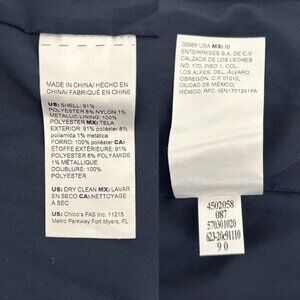 MADE IN CHINA/ HECHO EN
CHINA/ FABRIQUÉ EN CHINE
US: SHELL: 91%
POLYESTER 8% NYLON 1%
METALLIC LINING: 100%
POLYESTER MX: TELA
EXTERIOR: 91% poliéster 8%
poliamida 1% metálica
FORRO: 100% poliéster CA:
ÉTOFFE EXTÉRIEURE: 91%
POLYESTER 8% POLYAMIDE
1% MÉTALLIQUE
DOUBLURE: 100%
POLYESTER
US: DRY CLEAN MX: LAVAR
EN SECO CA: NETTOYAGE
À SEC
US: Chico's FAS Inc. 11215
Metro Parkway Fort Myers, FL
33966 USA MX: IB
ENTERPRISES S.A. DE C.V.
CALZADA DE LOS LEONES
NO. 170, PISO 1, COL.
LOS ALPES, DEL. ÁLVARO
OBREGÓN, C.P. 01010,
CIUDAD DE MÉXICO,
MÉXICO, RFC: IEN1701241RA
4502058
087
570301020
623-20c91110
90